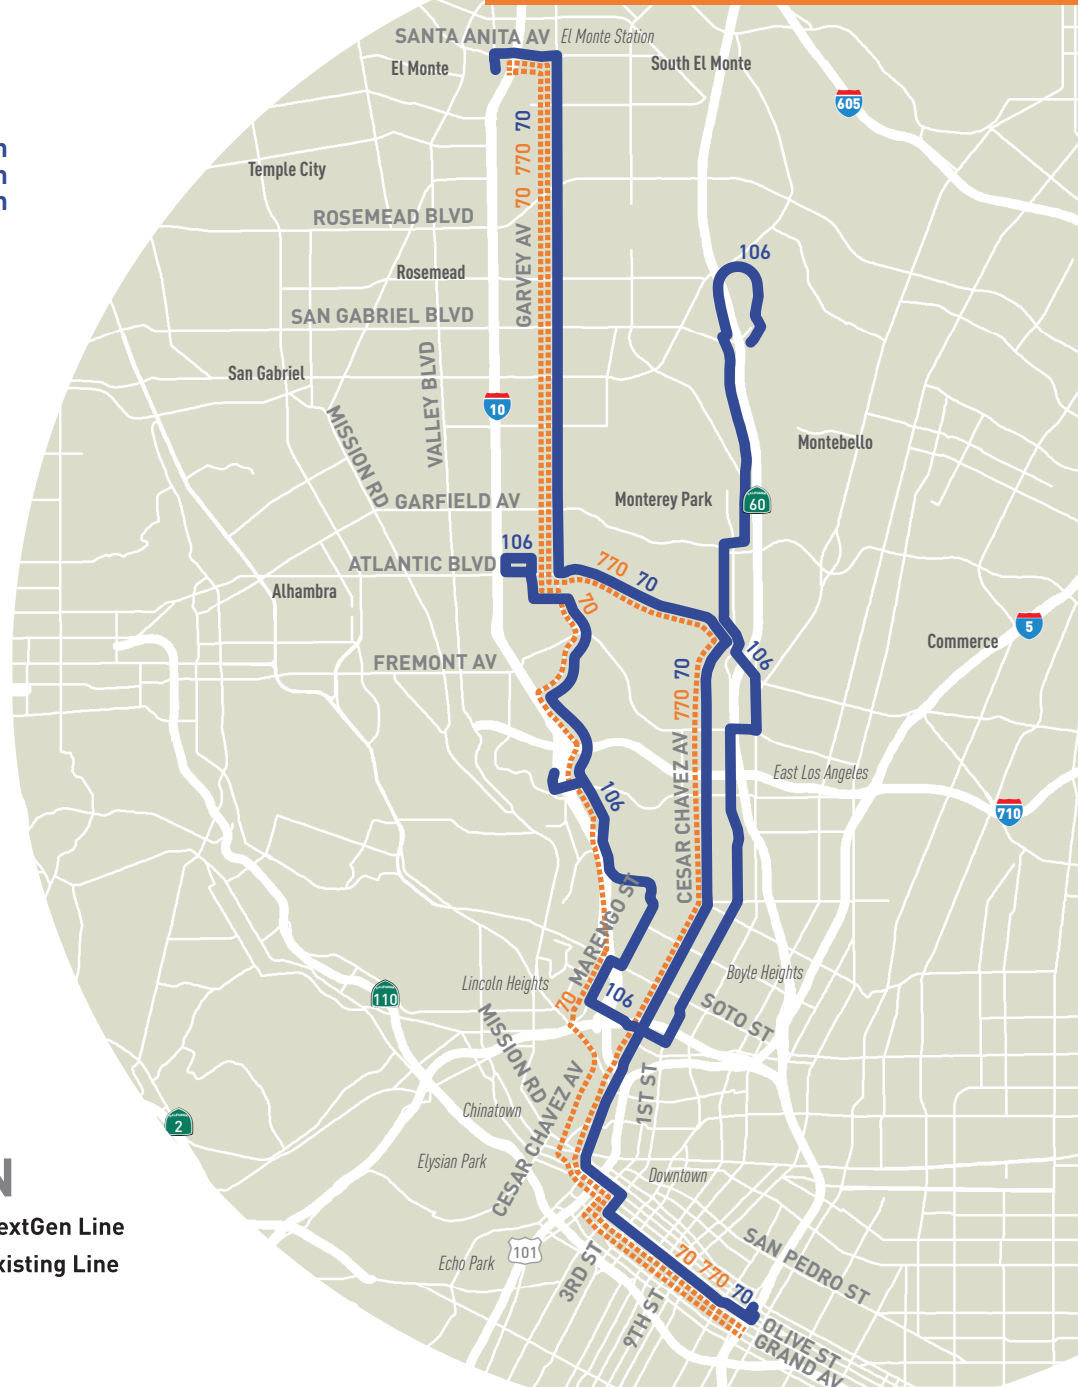 SANTA ANITA AV
El Monte Station
El Monte
South El Monte
605
70
n
n
n
Temple City
770
70
ROSEMEAD BLVD
GARVEY AV
106
Rosemead
SAN GABRIEL BLVD
San Gabriel
VALLEY BLVD
10
MISSION RD
Montebello
GARFIELD AV
Monterey Park
CALIFORNIA
60
106
ATLANTIC BLVD
770
70
Alhambra
70
5
Commerce
106
FREMONT AV
70
770
CESAR CHAVEZ AV
East Los Angeles
106
710
MARENGO ST
Lincoln Heights
Boyle Heights
CALIFORNIA
110
70
106
SOTO ST
MISSION RD
CESAR CHAVEZ AV
1ST ST
CALIFORNIA
2
Chinatown
Elysian Park
Downtown
N
extGen Line
xisting Line
101
Echo Park
3RD ST
9TH ST
70 770 70
SAN PEDRO ST
OLIVE ST
GRAND AV